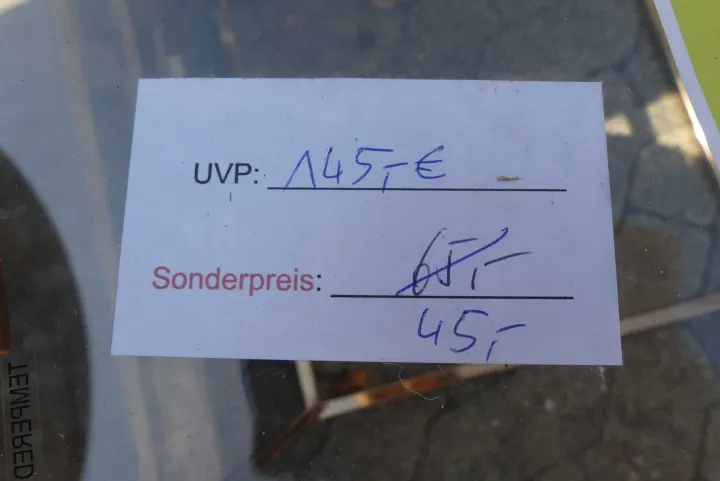 UVP: 145,- €
Sonderpreis: 65,-
45,-
TEMPERED